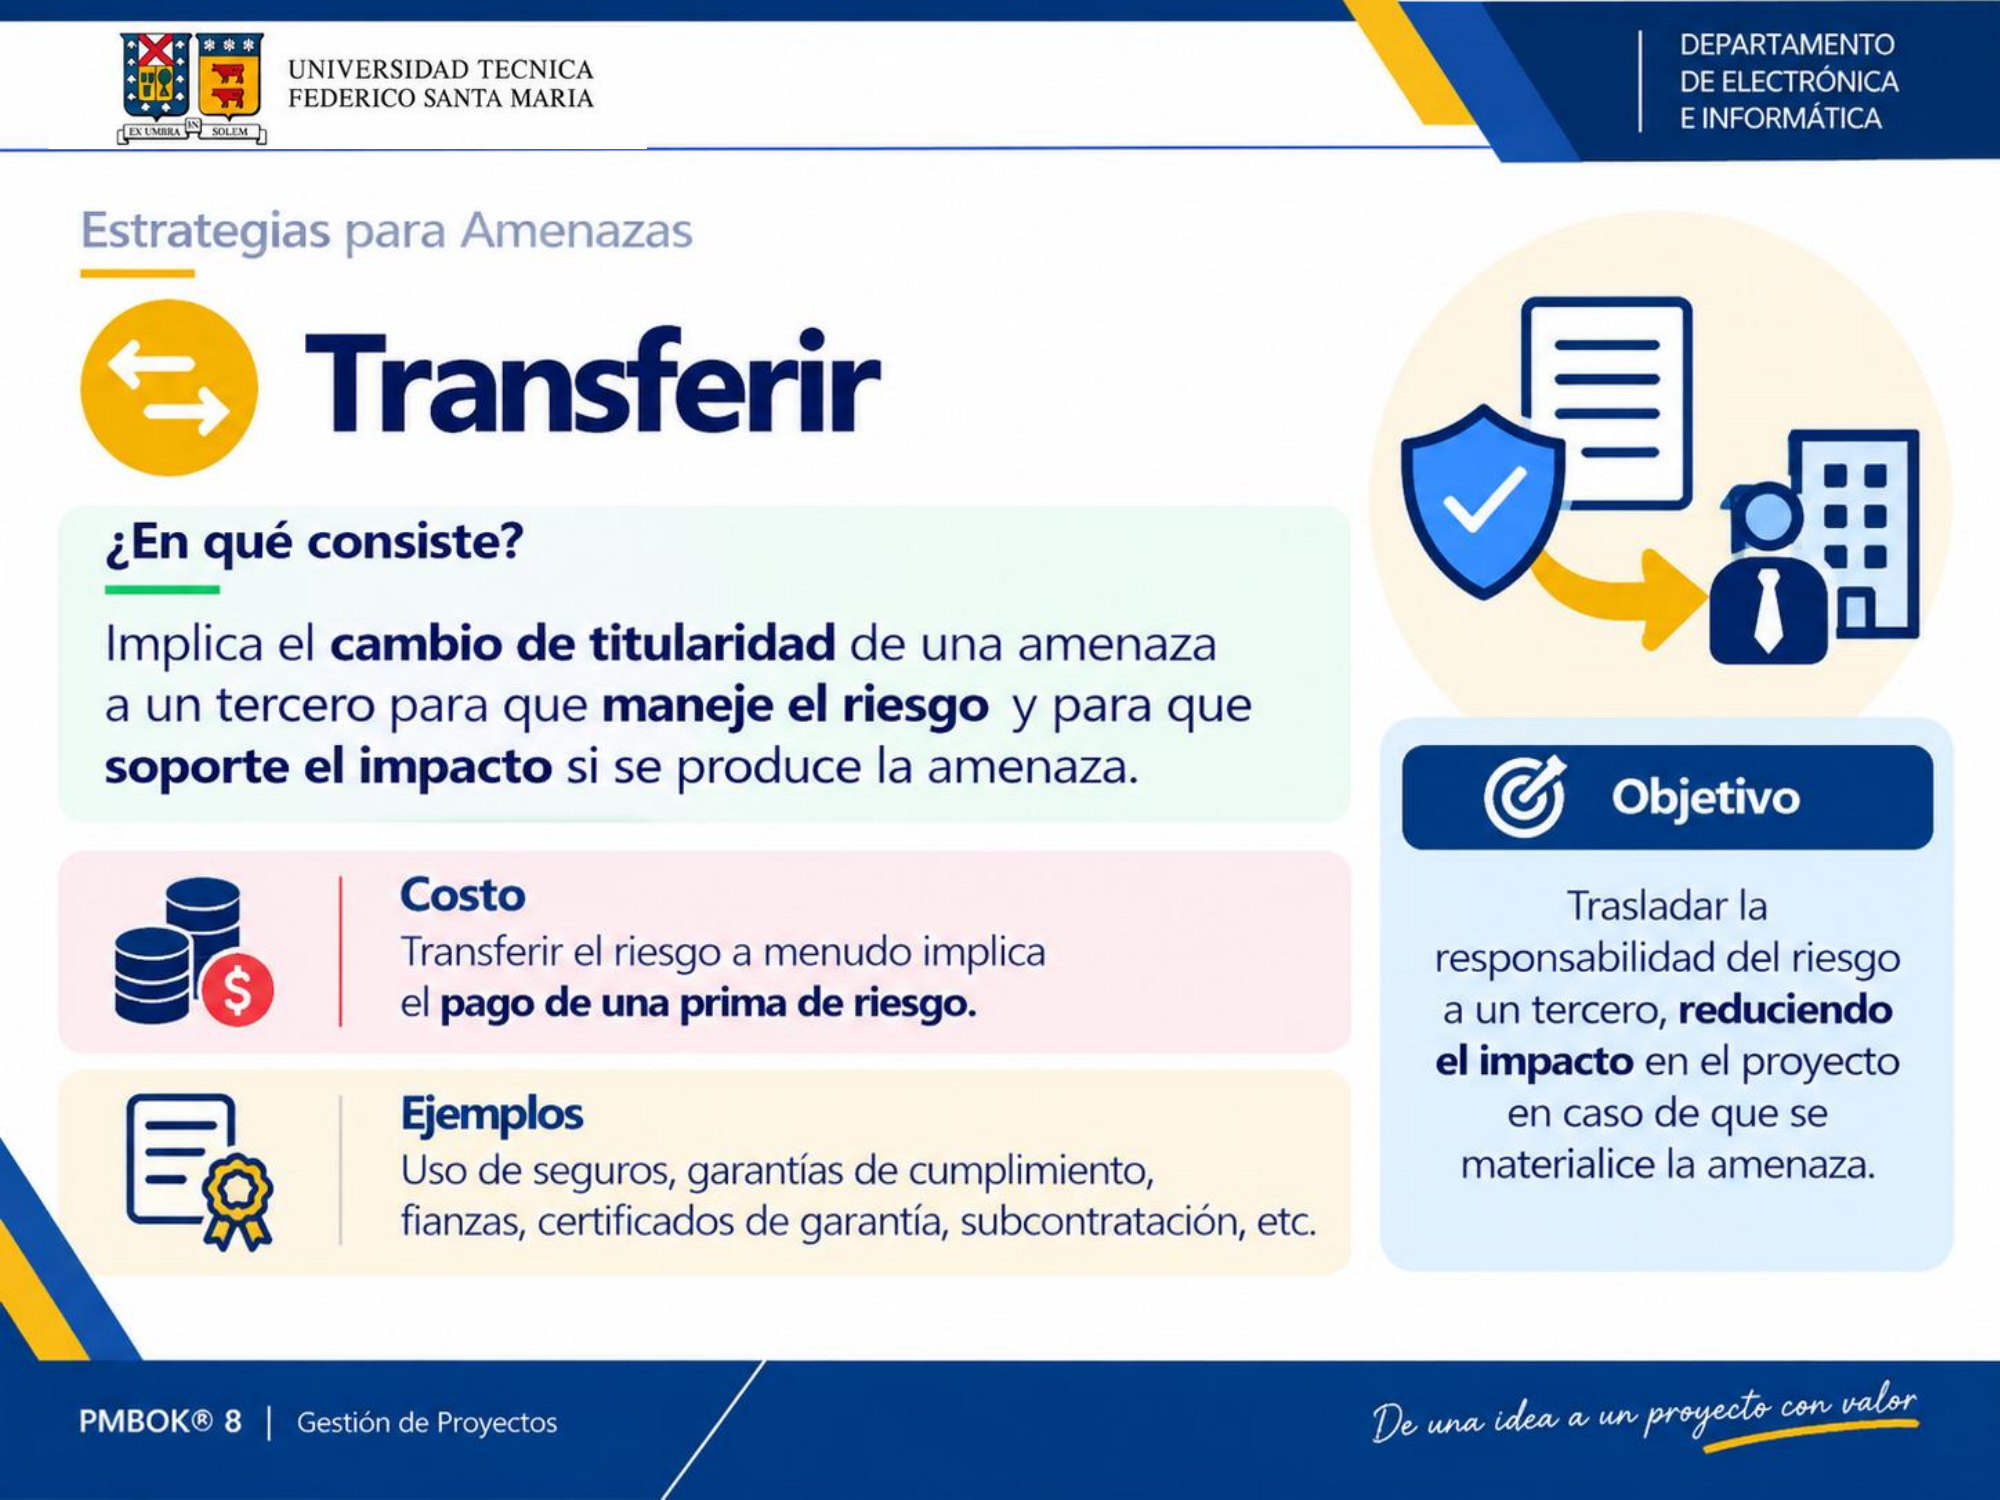 UNIVERSIDAD TECNICA
FEDERICO SANTA MARIA
EX UMBRA IN SOLEM
DEPARTAMENTO
DE ELECTRÓNICA
E INFORMÁTICA
Estrategias para Amenazas
Transferir
¿En qué consiste?
Implica el cambio de titularidad de una amenaza
a un tercero para que maneje el riesgo y para que
soporte el impacto si se produce la amenaza.
Costo
Transferir el riesgo a menudo implica
el pago de una prima de riesgo.
$
Ejemplos
Uso de seguros, garantías de cumplimiento,
fianzas, certificados de garantía, subcontratación, etc.
Objetivo
Trasladar la
responsabilidad del riesgo
a un tercero, reduciendo
el impacto en el proyecto
en caso de que se
materialice la amenaza.
PMBOK® 8 | Gestión de Proyectos
De una idea a un proyecto con valor